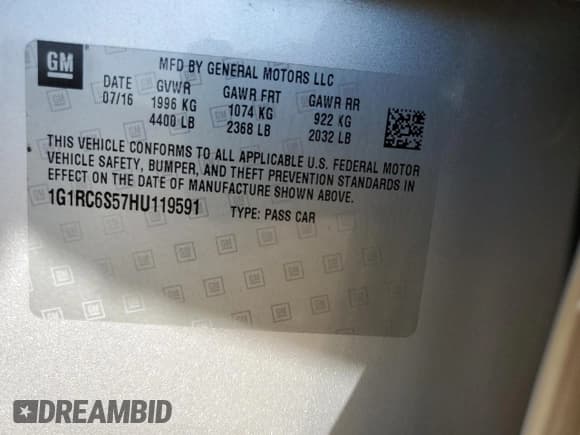 GM
MFD BY GENERAL MOTORS LLC
DATE GVWR GAWR FRT GAWR RR
07/16 1996 KG 1074 KG 922 KG
4400 LB 2368 LB 2032 LB
THIS VEHICLE CONFORMS TO ALL APPLICABLE U.S. FEDERAL MOTOR
VEHICLE SAFETY, BUMPER, AND THEFT PREVENTION STANDARDS IN
EFFECT ON THE DATE OF MANUFACTURE SHOWN ABOVE.
1G1RC6S57HU119591 TYPE: PASS CAR
DREAMBID